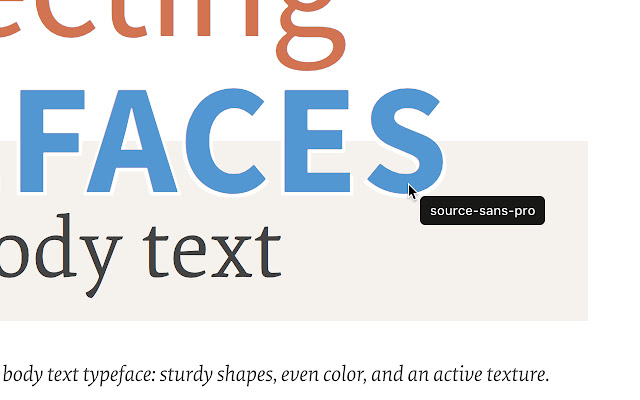 ecting
FACES
source-sans-pro
ody text
body text typeface: sturdy shapes, even color, and an active texture.